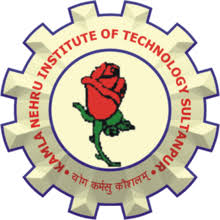 • KAMLA NEHRU INSTITUTE OF TECHNOLOGY SULTANPUR •
योग कर्मसु कौशलम्